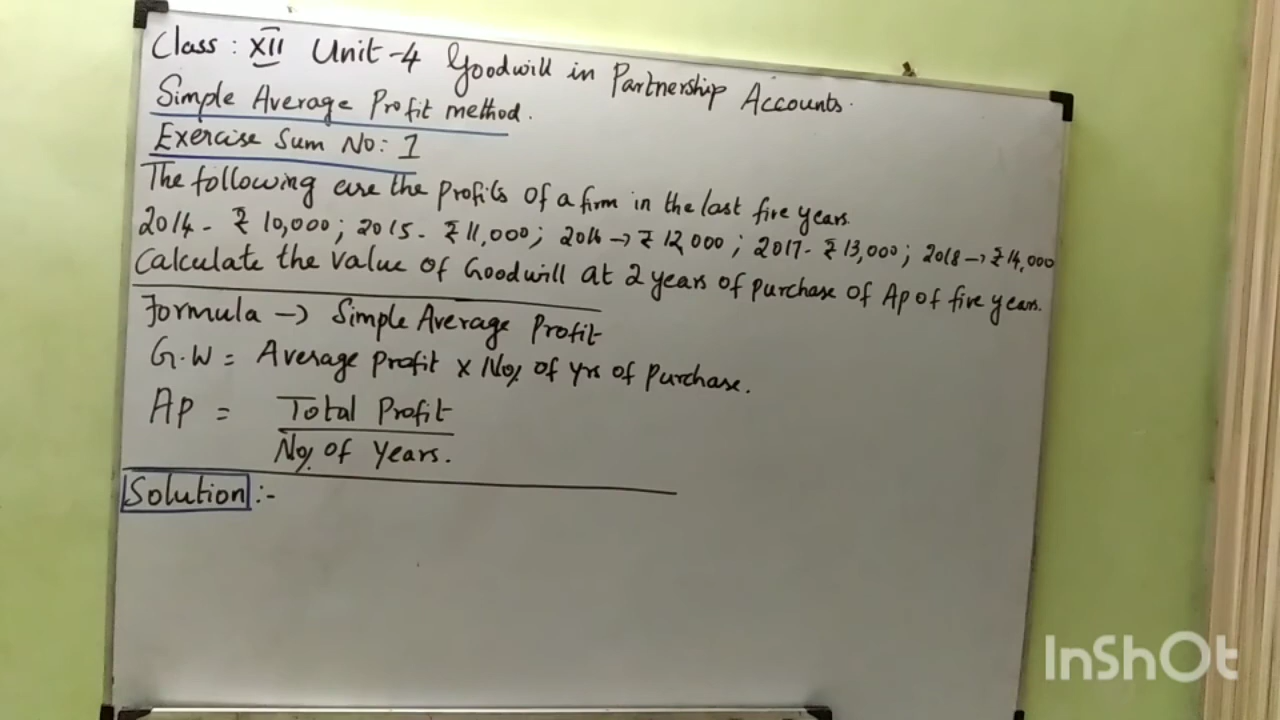 Class : XII Unit-4 Goodwill in Partnership Accounts.
Simple Average Profit method.
Exercise Sum No: 1
The following are the profits of a firm in the last five years.
2014 - ₹ 10,000 ; 2015 - ₹ 11,000 ; 2016 → ₹ 12,000 ; 2017 - ₹ 13,000 ; 2018 → ₹ 14,000
Calculate the value of Goodwill at 2 years of purchase of Ap of five years.
Formula → Simple Average Profit
G.W = Average Profit x No/. of yrs of Purchase.
AP = Total Profit
No/. of Years.
Solution :-
InShOt